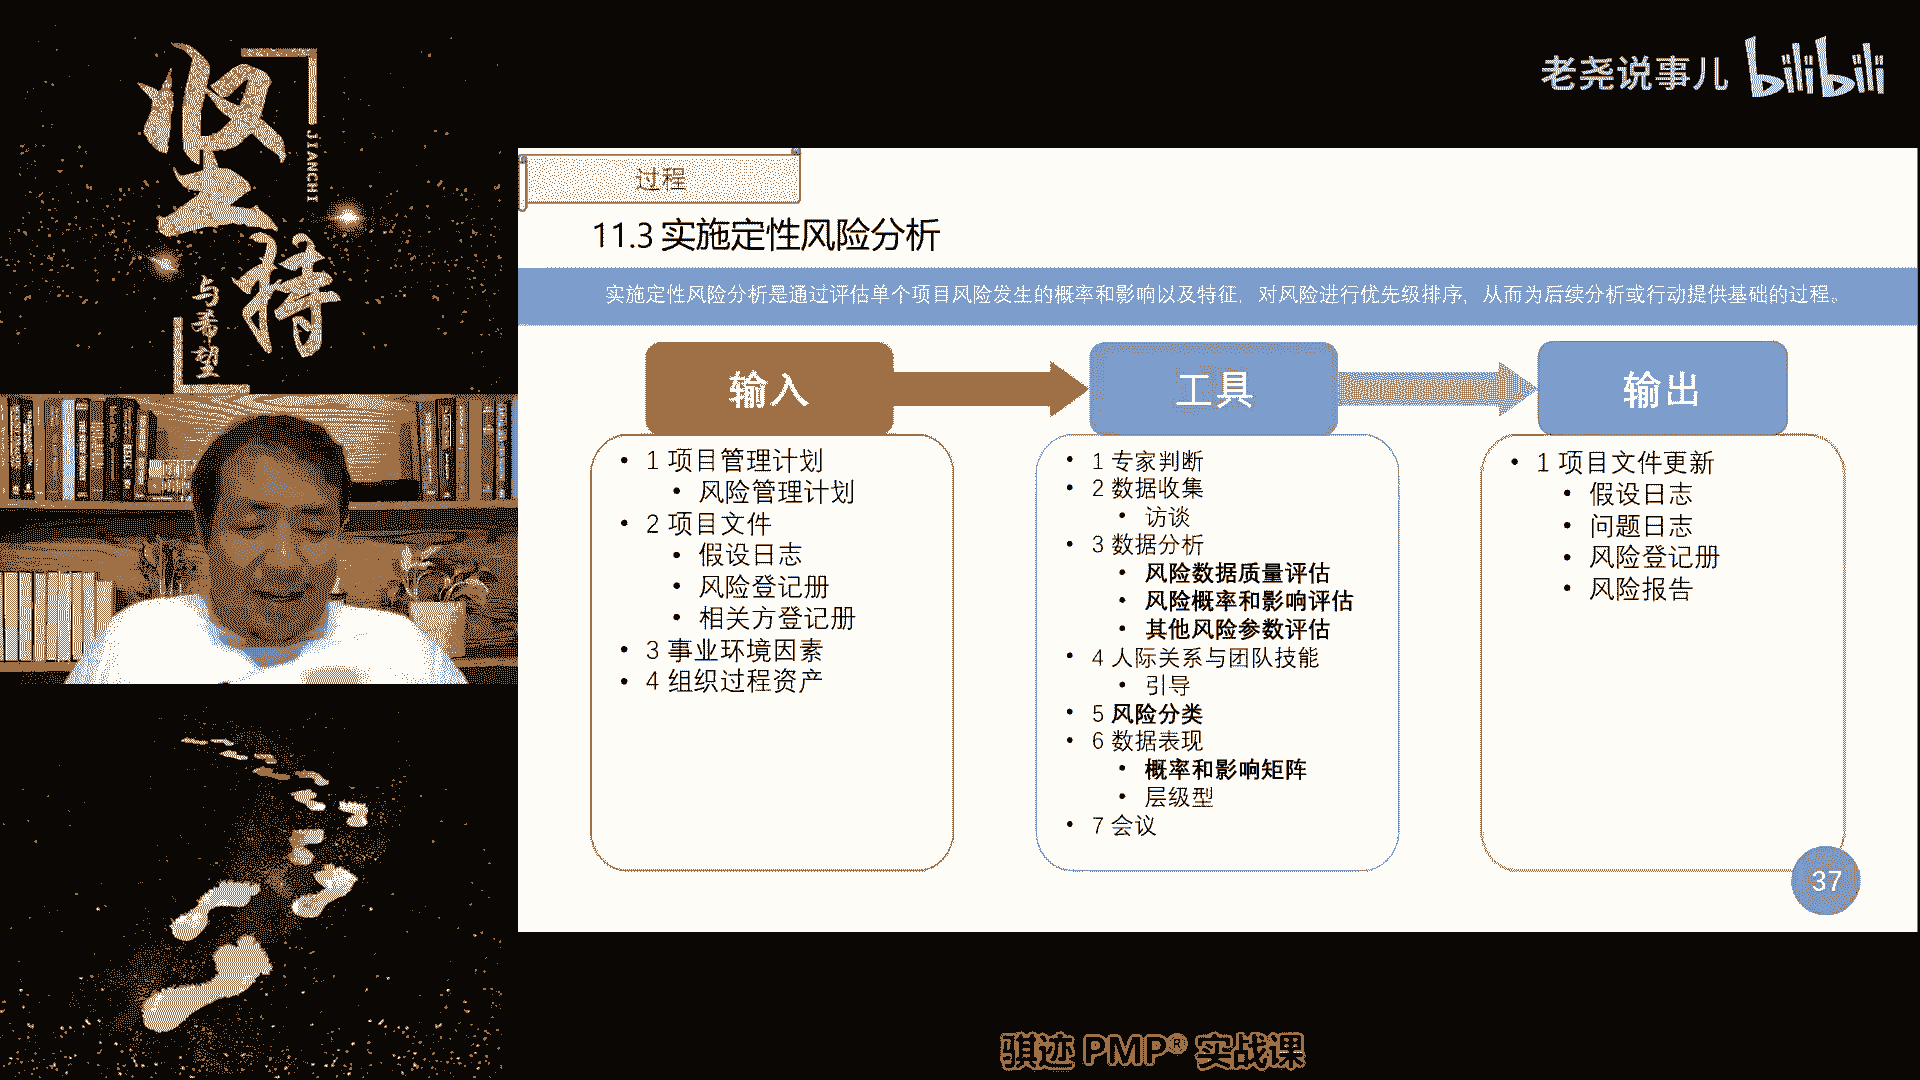 坚持
JIANCHI
与希望
老尧说事儿 bilibili
过程
11.3 实施定性风险分析
实施定性风险分析是通过评估单个项目风险发生的概率和影响以及特征，对风险进行优先级排序，从而为后续分析或行动提供基础的过程。
输入
• 1 项目管理计划
• 风险管理计划
• 2 项目文件
• 假设日志
• 风险登记册
• 相关方登记册
• 3 事业环境因素
• 4 组织过程资产
工具
• 1 专家判断
• 2 数据收集
• 访谈
• 3 数据分析
• 风险数据质量评估
• 风险概率和影响评估
• 其他风险参数评估
• 4 人际关系与团队技能
• 引导
• 5 风险分类
• 6 数据表现
• 概率和影响矩阵
• 层级型
• 7 会议
输出
• 1 项目文件更新
• 假设日志
• 问题日志
• 风险登记册
• 风险报告
37
骐迹 PMP® 实战课